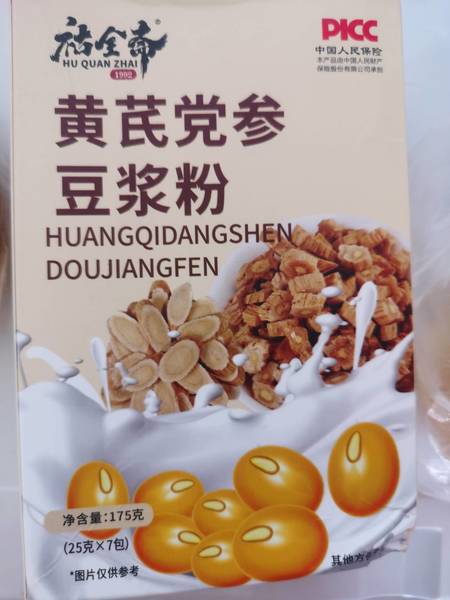 祜全斋®
HU QUAN ZHAI
1902
PICC
中国人民保险
本产品由中国人民财产
保险股份有限公司承担
黄芪党参
豆浆粉
HUANGQIDANGSHEN
DOUJIANGFEN
净含量:175克
(25克×7包)
*图片仅供参考
其他方